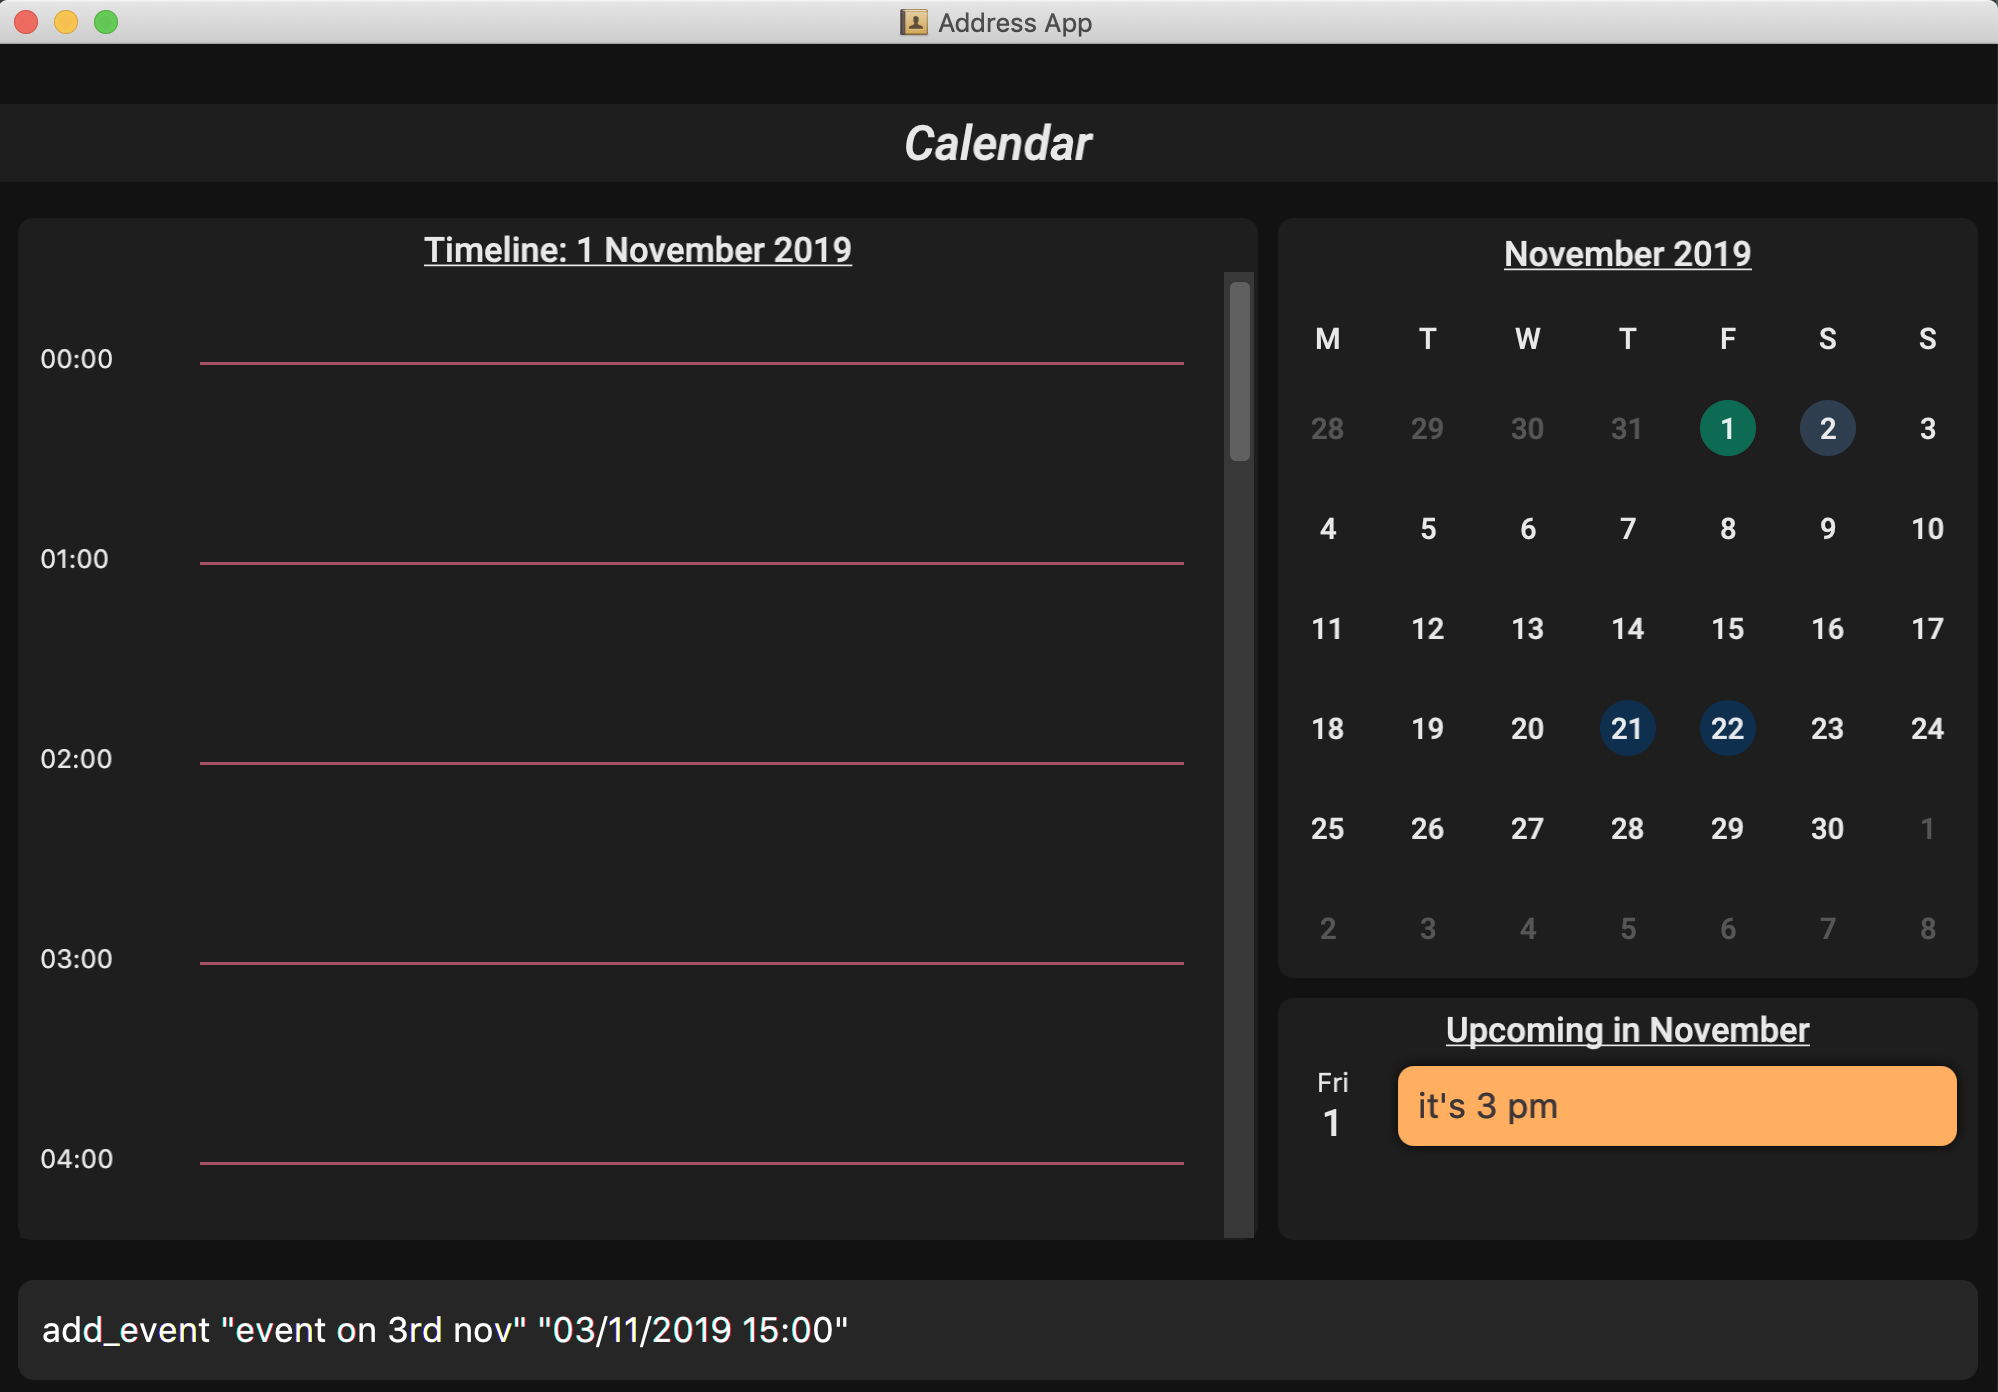 Address App
Calendar
Timeline: 1 November 2019
00:00
01:00
02:00
03:00
04:00
November 2019
M T W T F S S
28 29 30 31 1 2 3
4 5 6 7 8 9 10
11 12 13 14 15 16 17
18 19 20 21 22 23 24
25 26 27 28 29 30 1
2 3 4 5 6 7 8
Upcoming in November
Fri
1
it's 3 pm
add_event "event on 3rd nov" "03/11/2019 15:00"